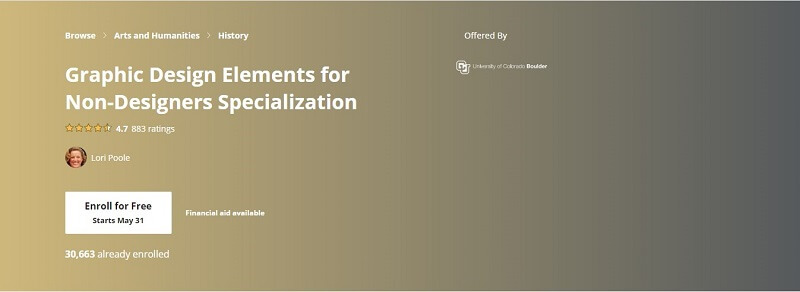 Browse > Arts and Humanities > History
Offered By
University of Colorado Boulder
Graphic Design Elements for
Non-Designers Specialization
4.7 883 ratings
Lori Poole
Enroll for Free
Starts May 31
Financial aid available
30,663 already enrolled